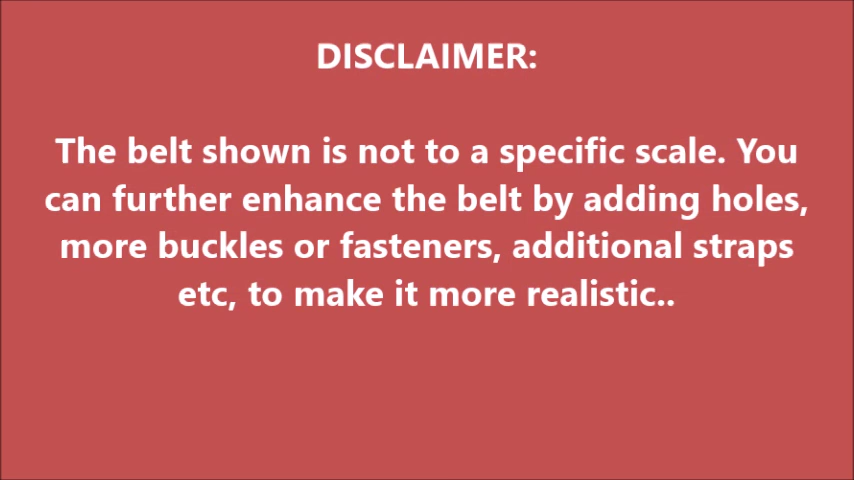 DISCLAIMER:
The belt shown is not to a specific scale. You
can further enhance the belt by adding holes,
more buckles or fasteners, additional straps
etc, to make it more realistic..